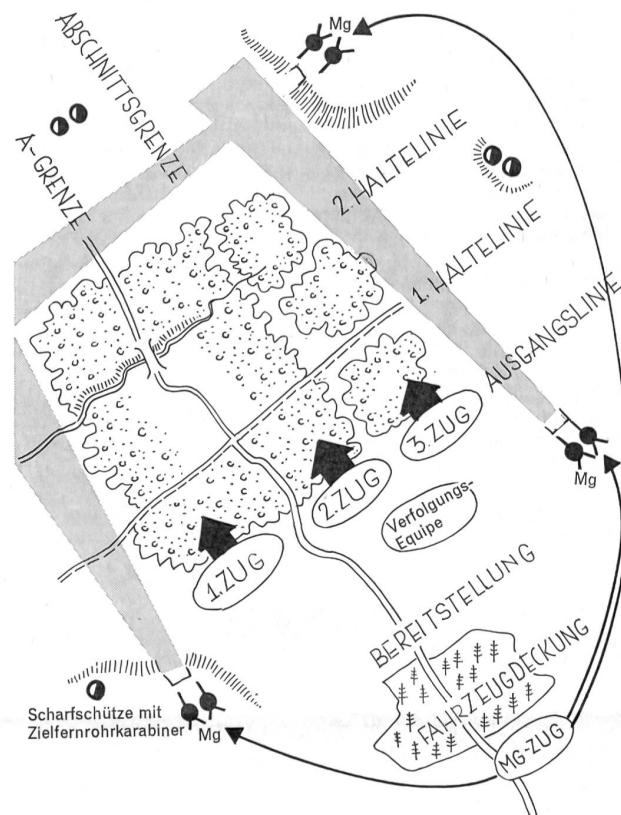 Mg
ABSCHNITTSGRENZE
A-GRENZE
2. HALTELINIE
1. HALTELINIE
AUSGANGSLINIE
Mg
3. ZUG
2. ZUG
1. ZUG
Verfolgungs-
Equipe
BEREITSTELLUNG
FAHRZEUGDECKUNG
MG-ZUG
Scharfschütze mit
Zielfernrohrkarabiner
Mg